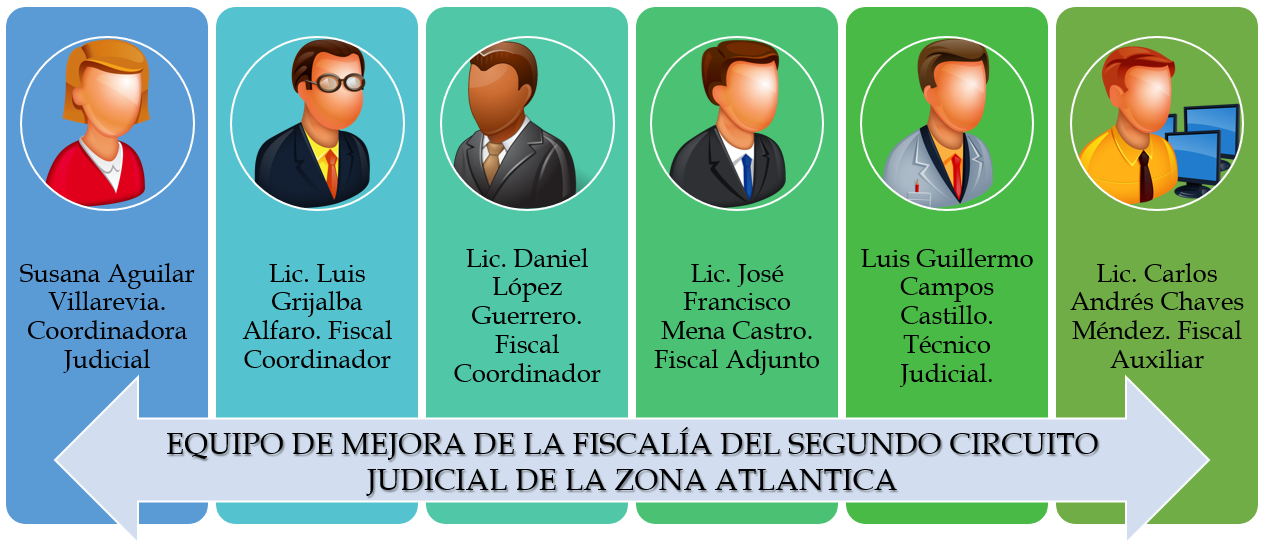 Susana Aguilar
Villarevia.
Coordinadora
Judicial
Lic. Luis
Grijalba
Alfaro. Fiscal
Coordinador
Lic. Daniel
López
Guerrero.
Fiscal
Coordinador
Lic. José
Francisco
Mena Castro.
Fiscal Adjunto
Luis Guillermo
Campos
Castillo.
Técnico
Judicial.
Lic. Carlos
Andrés Chaves
Méndez. Fiscal
Auxiliar
EQUIPO DE MEJORA DE LA FISCALÍA DEL SEGUNDO CIRCUITO
JUDICIAL DE LA ZONA ATLANTICA